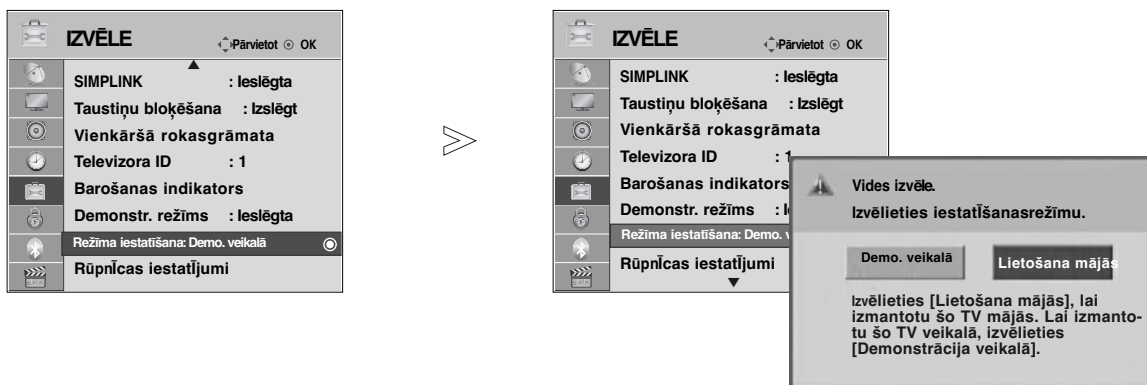 IZVĒLE
Pārvietot OK
SIMPLINK : Ieslēgta
Taustiņu bloķēšana : Izslēgt
Vienkāršā rokasgrāmata
Televizora ID : 1
Barošanas indikators
Demonstr. režīms : Ieslēgta
Režīma iestatīšana: Demo. veikalā
Rūpnīcas iestatījumi
IZVĒLE
Pārvietot OK
SIMPLINK : Ieslēgta
Taustiņu bloķēšana : Izslēgt
Vienkāršā rokasgrāmata
Televizora ID : 1
Barošanas indikators
Demonstr. režīms :
Režīma iestatīšana: Demo.
Rūpnīcas iestatījumi
Vides izvēle.
Izvēlieties iestatīšanasrežīmu.
Demo. veikalā
Lietošana mājās
Izvēlieties [Lietošana mājās], lai
izmantotu šo TV mājās. Lai izmanto-
tu šo TV veikalā, izvēlieties
[Demonstrācija veikalā].